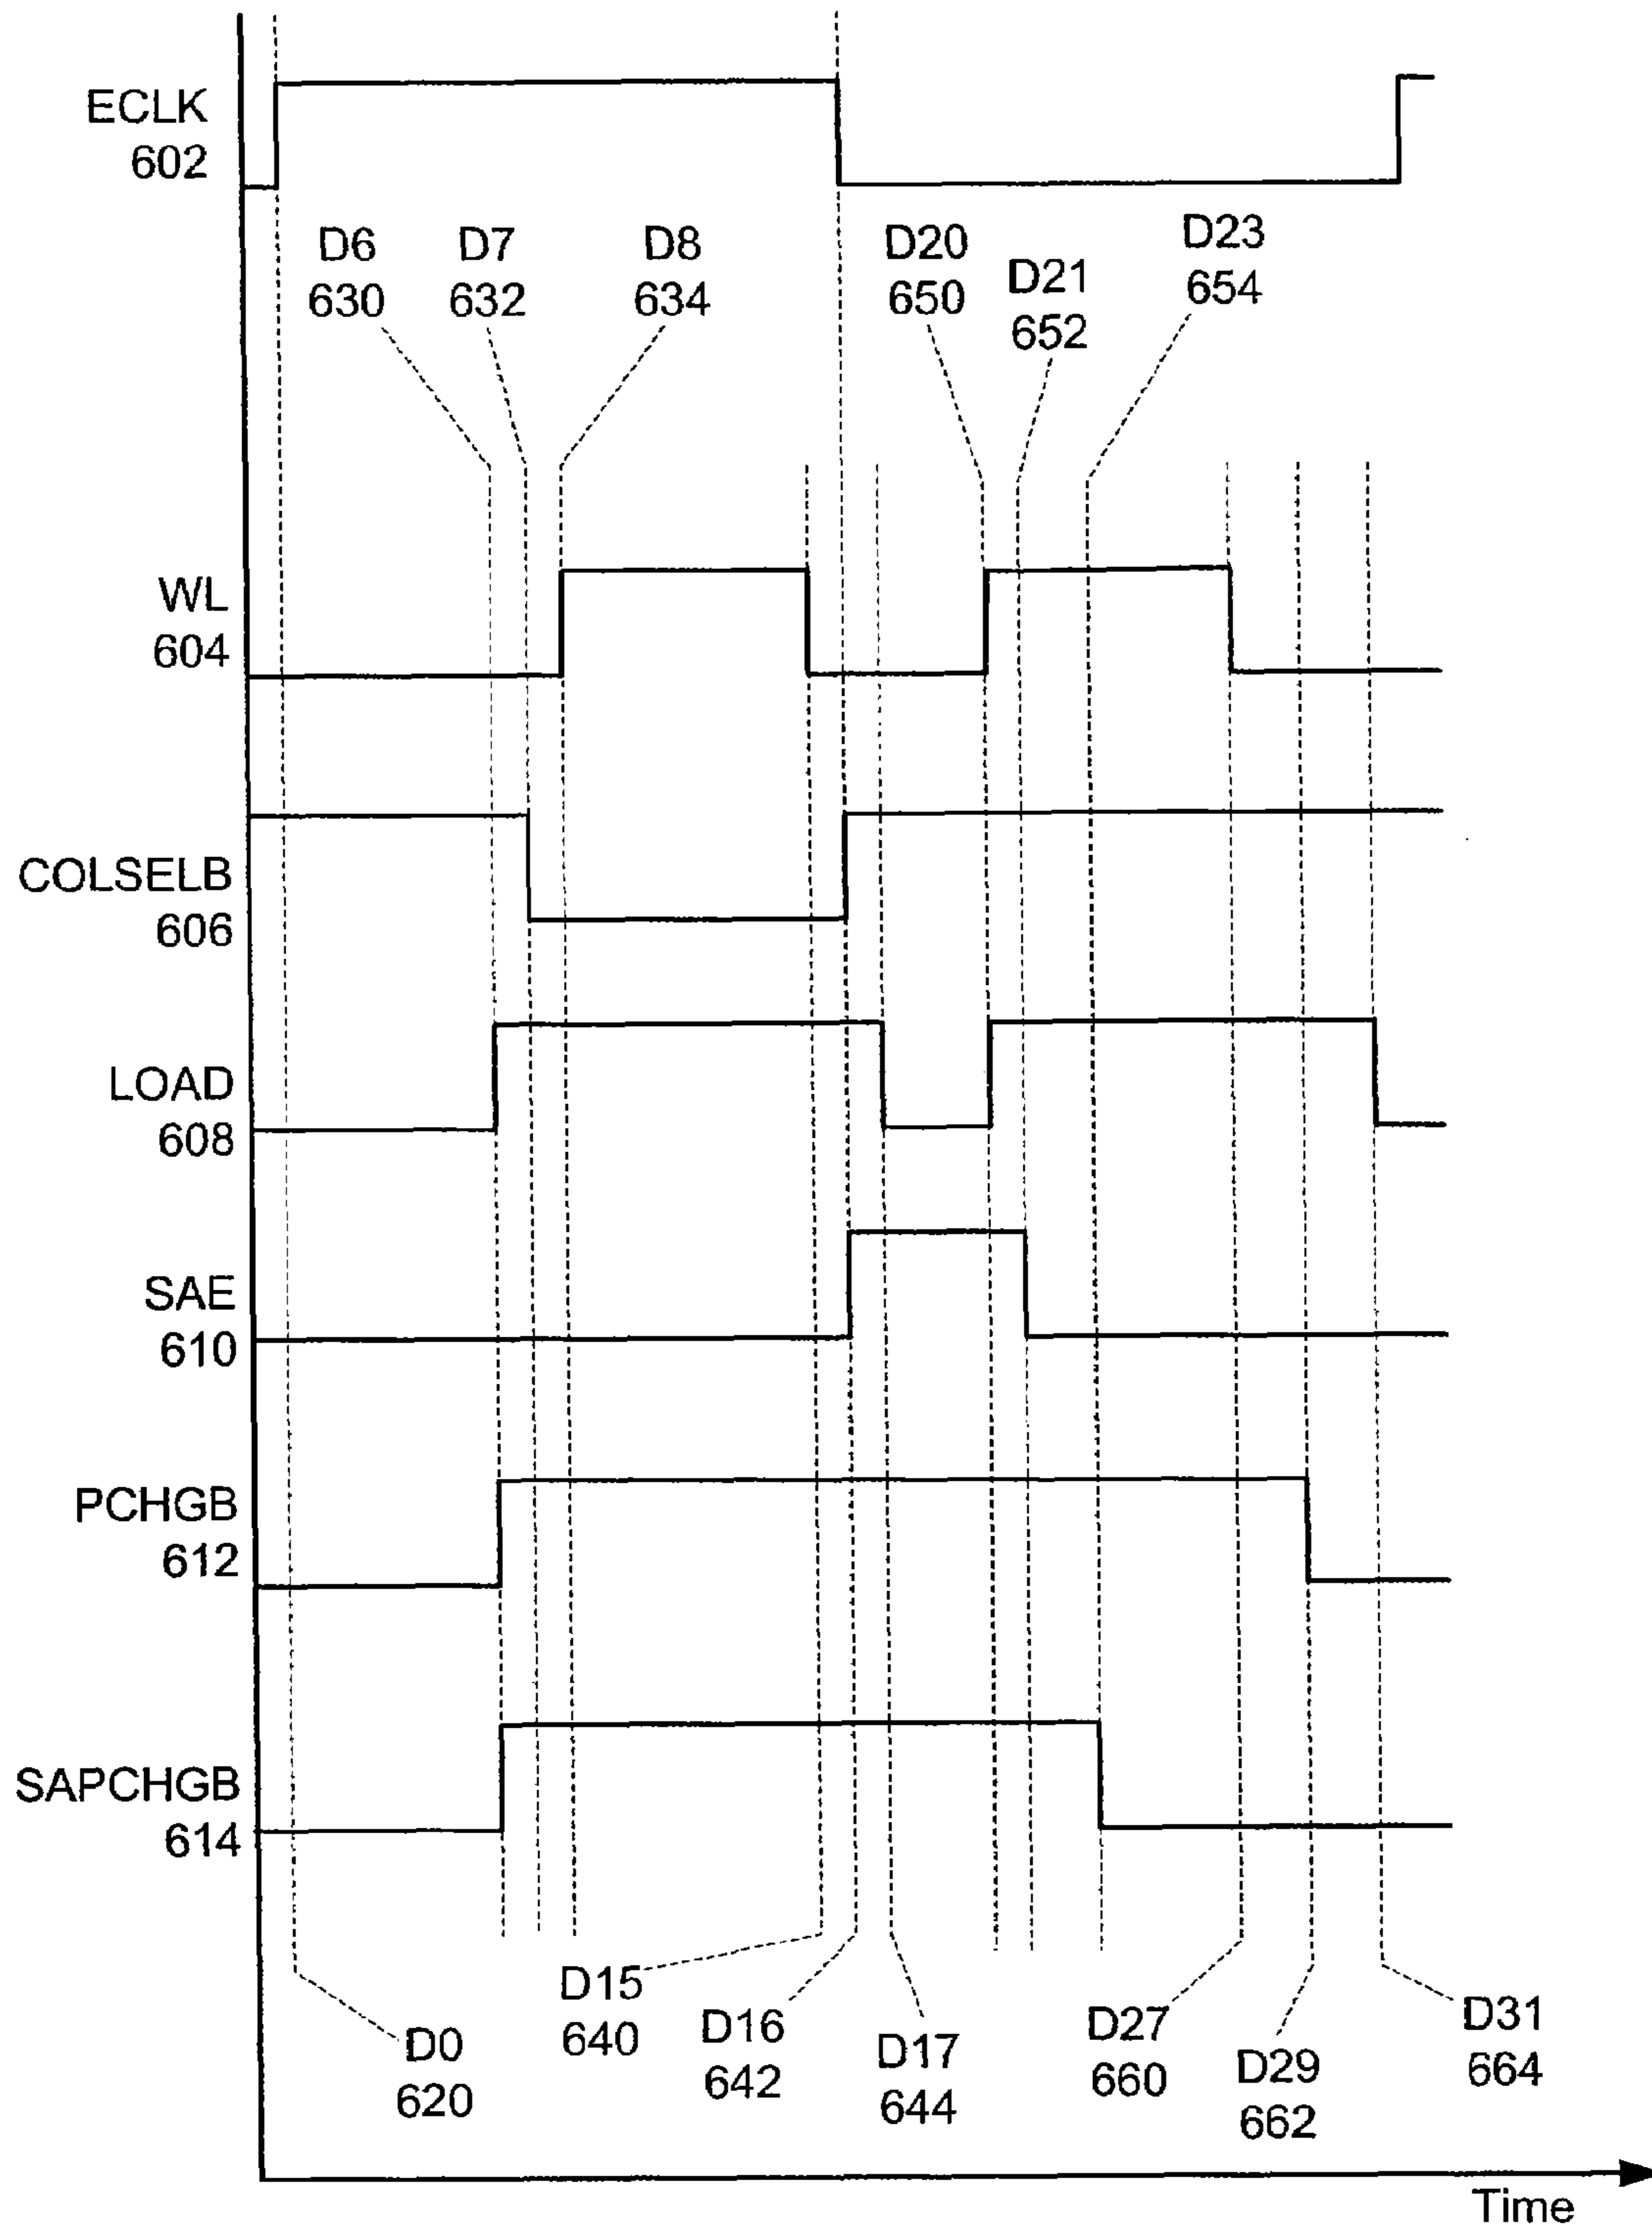 ECLK
602
D6
630
D7
632
D8
634
D20
650
D21
652
D23
654
WL
604
COLSELB
606
LOAD
608
SAE
610
PCHGB
612
SAPCHGB
614
D0
620
D15
640
D16
642
D17
644
D27
660
D29
662
D31
664
Time